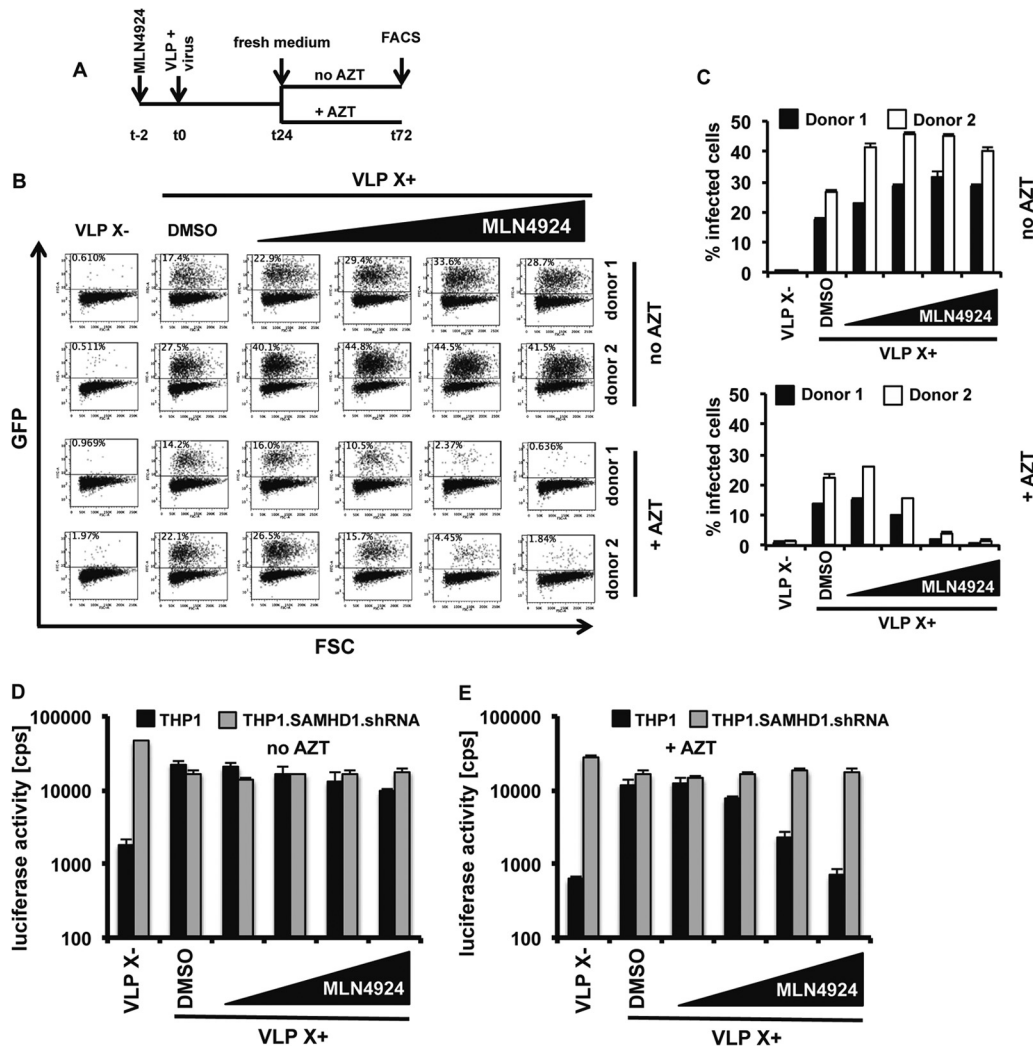 A
MLN4924
VLP +
virus
fresh medium
FACS
no AZT
+ AZT
t-2
t0
t24
t72
B
VLP X+
VLP X-
DMSO
MLN4924
0.610%
17.4%
22.9%
29.4%
33.6%
28.7%
donor 1
0.511%
27.5%
40.1%
44.8%
44.5%
41.5%
donor 2
no AZT
0.969%
14.2%
16.0%
10.5%
2.37%
0.636%
donor 1
1.97%
22.1%
26.5%
15.7%
4.45%
1.84%
donor 2
+ AZT
GFP
FSC
C
Donor 1
Donor 2
% infected cells
50
40
30
20
10
0
no AZT
VLP X-
DMSO
MLN4924
VLP X+
Donor 1
Donor 2
% infected cells
50
40
30
20
10
0
+ AZT
VLP X-
DMSO
MLN4924
VLP X+
D
THP1
THP1.SAMHD1.shRNA
no AZT
luciferase activity [cps]
100000
10000
1000
100
VLP X-
DMSO
MLN4924
VLP X+
E
THP1
THP1.SAMHD1.shRNA
+ AZT
luciferase activity [cps]
100000
10000
1000
100
VLP X-
DMSO
MLN4924
VLP X+